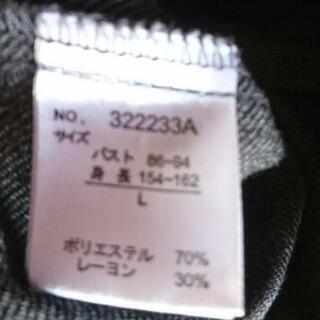 NO. 322233A
サイズ
バスト 86-94
身長 154-162
L
ポリエステル 70%
レーヨン 30%